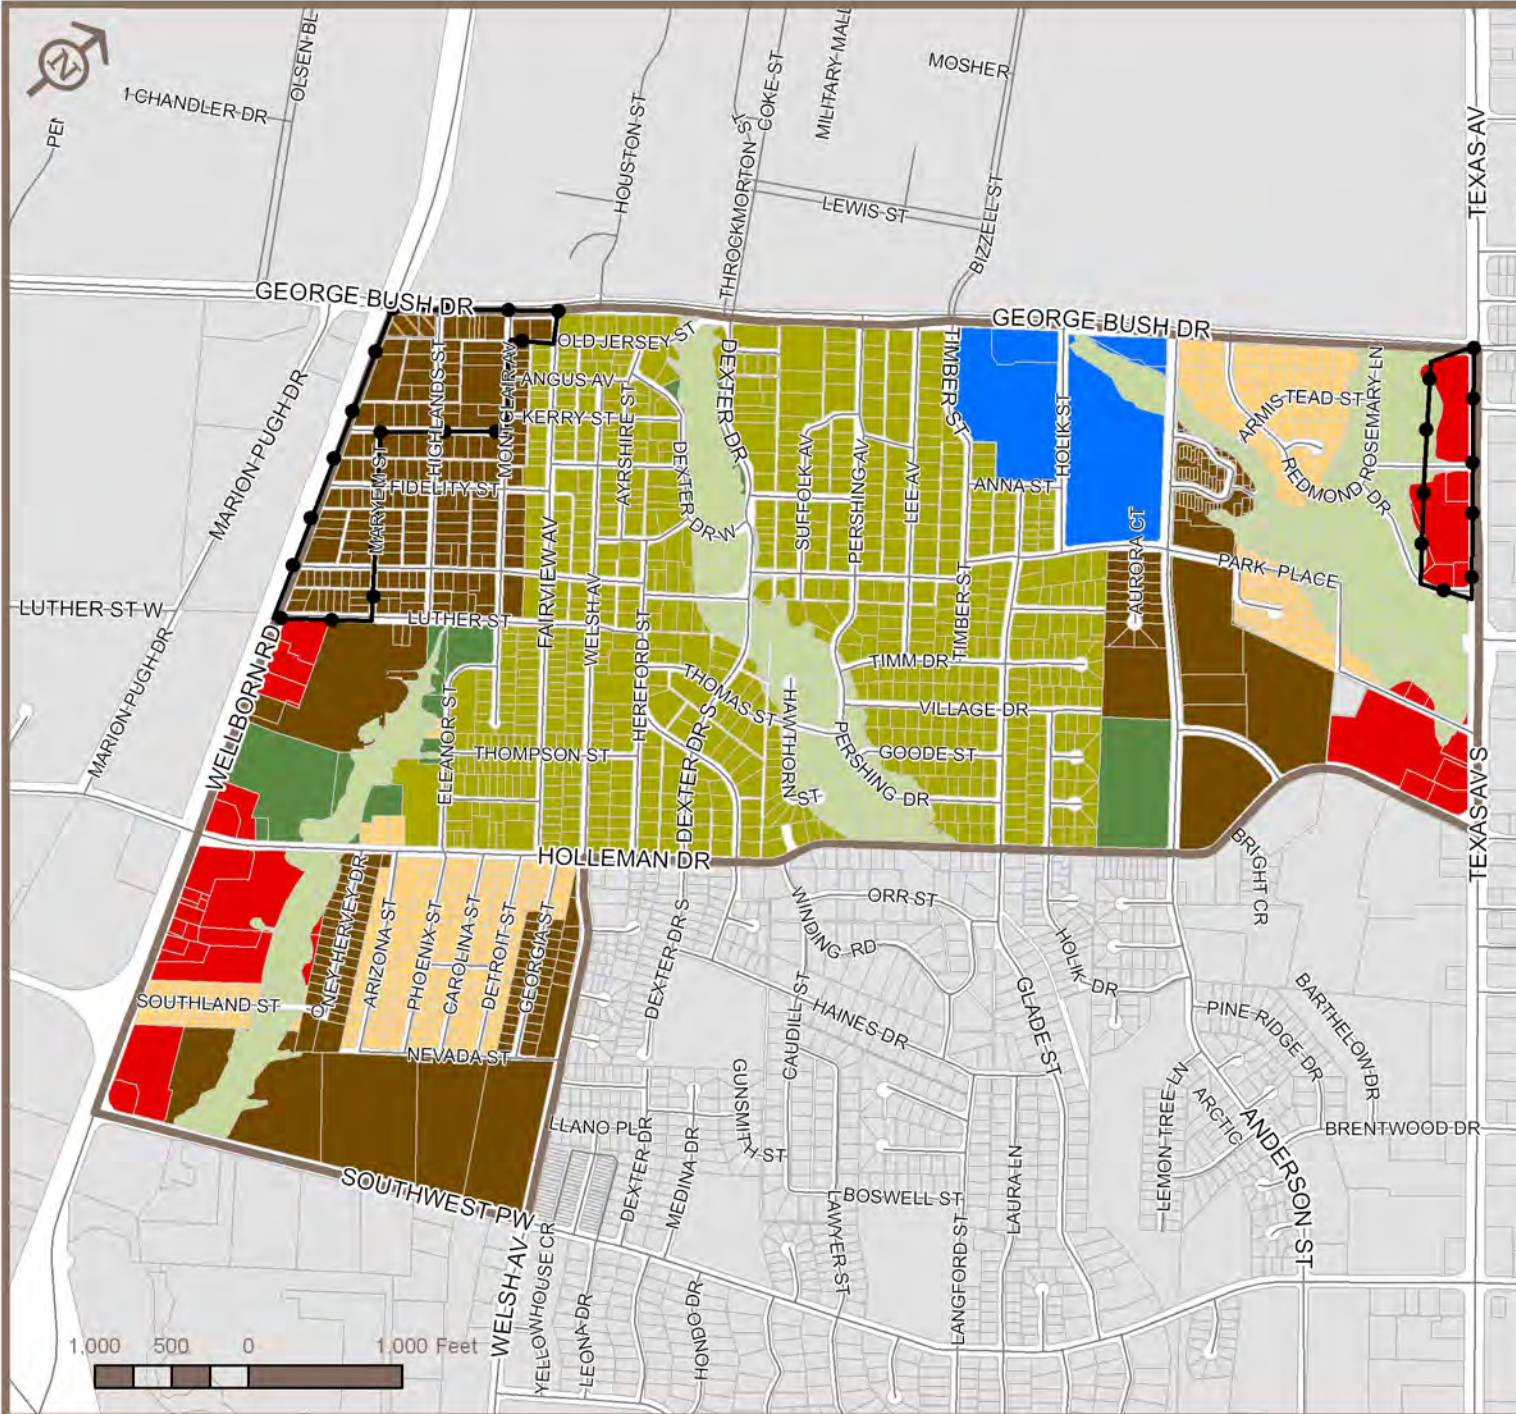 N
1 CHANDLER DR
OLSEN BL
PEN
HOUSTON ST
THROCKMORTON ST
COKE ST
MILITARY MALL
MOSHER
LEWIS ST
BIZZELL ST
TEXAS AV
GEORGE BUSH DR
GEORGE BUSH DR
MARION PUGH DR
HIGHLANDS ST
MONTCLAIR AV
OLD JERSEY ST
ANGUS AV
KERRY ST
AYRSHIRE ST
DEXTER DR
DEXTER DR W
FIDELITY ST
MARYEM ST
FAIRVIEW AV
WELSH AV
HEREFORD ST
SUFFOLK AV
PERSHING AV
LEE AV
TIMBER ST
ANNA ST
HOLIK ST
AURORA CT
ARMISTEAD ST
ROSEMARY LN
REDMOND DR
PARK PLACE
LUTHER ST W
MARION PUGH DR
WELLBORN RD
LUTHER ST
TIMBER ST
TIMM DR
THOMAS ST
HAWTHORN ST
VILLAGE DR
ELEANOR ST
THOMPSON ST
DEXTER DR S
PERSHING DR
GOODE ST
HOLLEMAN DR
TEXAS AV S
BRIGHT CR
ORR ST
WINDING RD
ONEY HERVEY DR
ARIZONA ST
PHOENIX ST
CAROLINA ST
DETROIT ST
GEORGIA ST
DEXTER DR S
CAUDILL ST
HAINES DR
GLADE ST
HOLIK DR
PINE RIDGE DR
BARTHELOW DR
SOUTHLAND ST
NEVADA ST
GUNSMITH ST
LEMON TREE LN
ARCTIC
ANDERSON ST
BRENTWOOD DR
LLANO PL
DEXTER DR
MEDINA DR
BOSWELL ST
LAWYER ST
LANGFORD ST
LAURA LN
SOUTHWEST PW
WELSH AV
YELLOWHOUSE CR
LEONA DR
HONDO DR
1,000 500 0 1,000 Feet